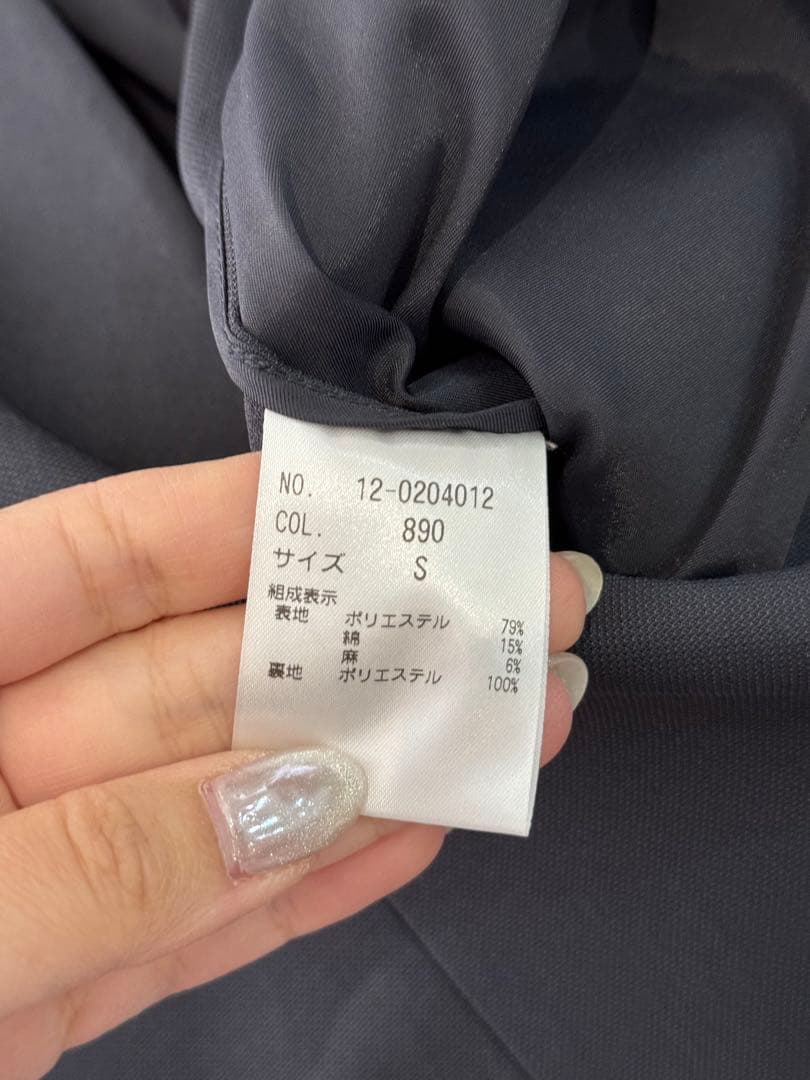 NO. 12-0204012
COL. 890
サイズ S
組成表示
表地 ポリエステル 79%
綿 15%
麻 6%
裏地 ポリエステル 100%